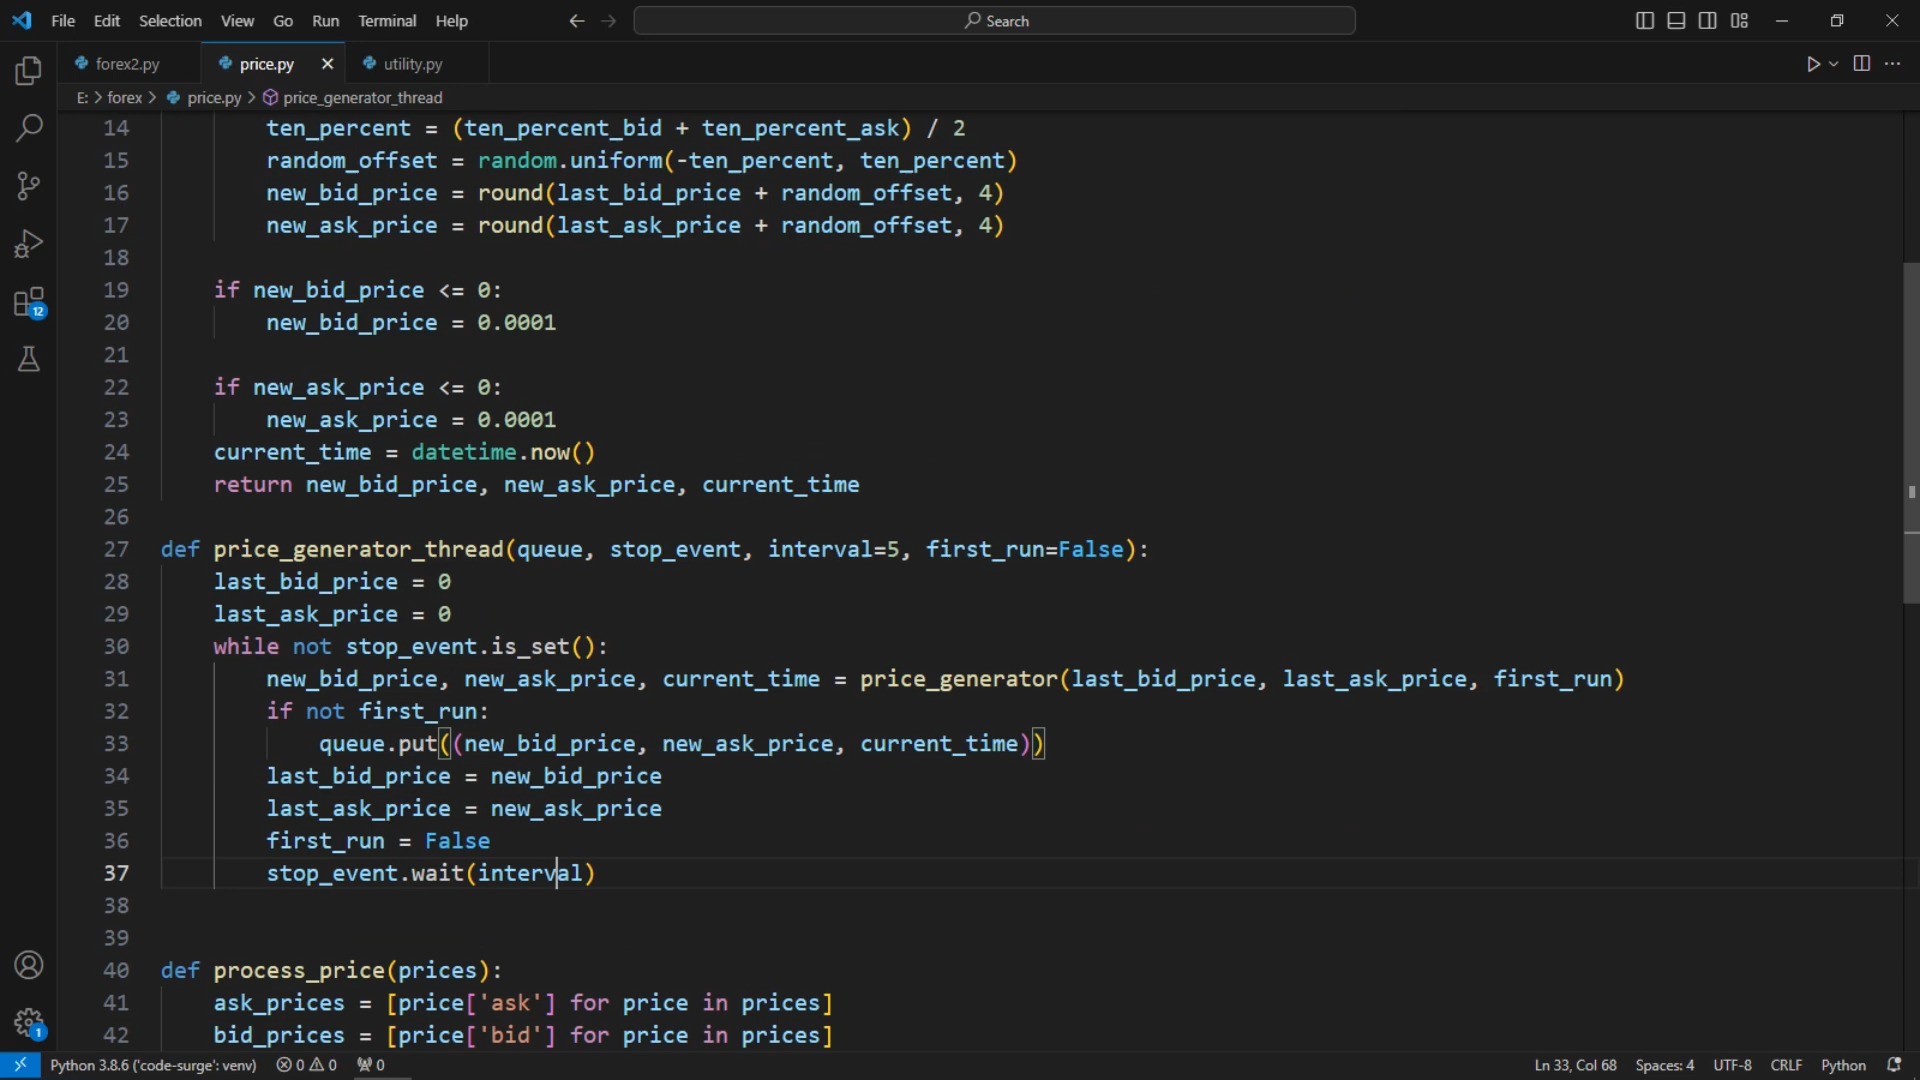 File Edit Selection View Go Run Terminal Help Search
forex2.py price.py utility.py
E: > forex > price.py > price_generator_thread
14 ten_percent = (ten_percent_bid + ten_percent_ask) / 2
15 random_offset = random.uniform(-ten_percent, ten_percent)
16 new_bid_price = round(last_bid_price + random_offset, 4)
17 new_ask_price = round(last_ask_price + random_offset, 4)
18
19 if new_bid_price <= 0:
20 new_bid_price = 0.0001
21
22 if new_ask_price <= 0:
23 new_ask_price = 0.0001
24 current_time = datetime.now()
25 return new_bid_price, new_ask_price, current_time
26
27 def price_generator_thread(queue, stop_event, interval=5, first_run=False):
28 last_bid_price = 0
29 last_ask_price = 0
30 while not stop_event.is_set():
31 new_bid_price, new_ask_price, current_time = price_generator(last_bid_price, last_ask_price, first_run)
32 if not first_run:
33 queue.put((new_bid_price, new_ask_price, current_time))
34 last_bid_price = new_bid_price
35 last_ask_price = new_ask_price
36 first_run = False
37 stop_event.wait(interval)
38
39
40 def process_price(prices):
41 ask_prices = [price['ask'] for price in prices]
42 bid_prices = [price['bid'] for price in prices]
12
1
Python 3.8.6 ('code-surge': venv) 0 0 0 Ln 33, Col 68 Spaces: 4 UTF-8 CRLF Python